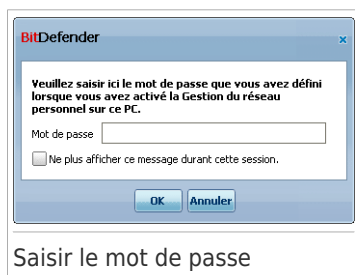 BitDefender
Veuillez saisir ici le mot de passe que vous avez défini
lorsque vous avez activé la Gestion du réseau
personnel sur ce PC.
Mot de passe
Ne plus afficher ce message durant cette session.
OK Annuler
Saisir le mot de passe